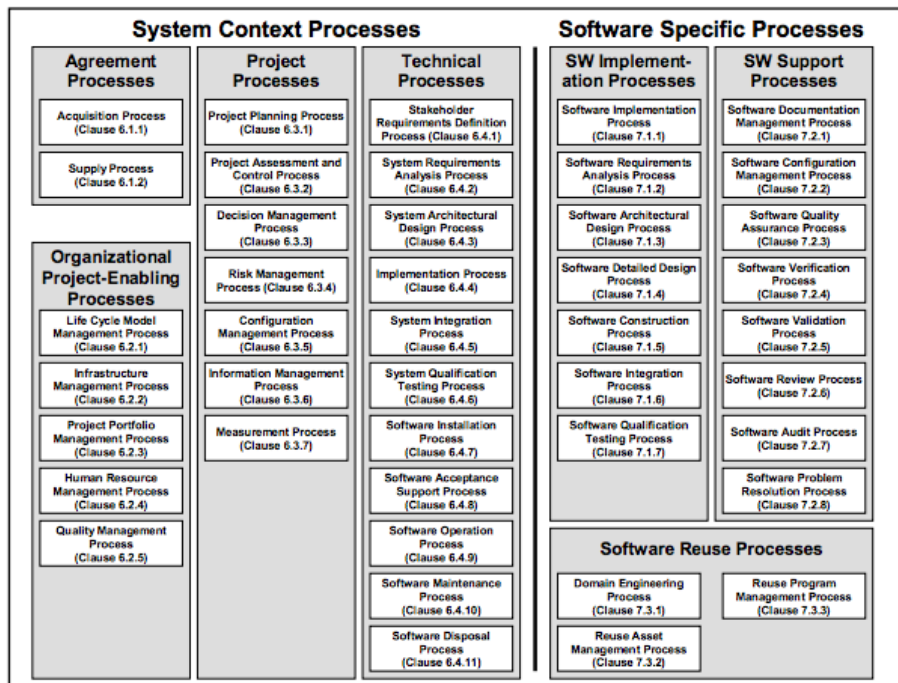 System Context Processes
Agreement
Processes
Acquisition Process
(Clause 6.1.1)
Supply Process
(Clause 6.1.2)
Organizational
Project-Enabling
Processes
Life Cycle Model
Management Process
(Clause 6.2.1)
Infrastructure
Management Process
(Clause 6.2.2)
Project Portfolio
Management Process
(Clause 6.2.3)
Human Resource
Management Process
(Clause 6.2.4)
Quality Management
Process
(Clause 6.2.5)
Project
Processes
Project Planning Process
(Clause 6.3.1)
Project Assessment and
Control Process
(Clause 6.3.2)
Decision Management
Process
(Clause 6.3.3)
Risk Management
Process (Clause 6.3.4)
Configuration
Management Process
(Clause 6.3.5)
Information Management
Process
(Clause 6.3.6)
Measurement Process
(Clause 6.3.7)
Technical
Processes
Stakeholder
Requirements Definition
Process (Clause 6.4.1)
System Requirements
Analysis Process
(Clause 6.4.2)
System Architectural
Design Process
(Clause 6.4.3)
Implementation Process
(Clause 6.4.4)
System Integration
Process
(Clause 6.4.5)
System Qualification
Testing Process
(Clause 6.4.6)
Software Installation
Process
(Clause 6.4.7)
Software Acceptance
Support Process
(Clause 6.4.8)
Software Operation
Process
(Clause 6.4.9)
Software Maintenance
Process
(Clause 6.4.10)
Software Disposal
Process
(Clause 6.4.11)
Software Specific Processes
SW Implement-
ation Processes
Software Implementation
Process
(Clause 7.1.1)
Software Requirements
Analysis Process
(Clause 7.1.2)
Software Architectural
Design Process
(Clause 7.1.3)
Software Detailed Design
Process
(Clause 7.1.4)
Software Construction
Process
(Clause 7.1.5)
Software Integration
Process
(Clause 7.1.6)
Software Qualification
Testing Process
(Clause 7.1.7)
SW Support
Processes
Software Documentation
Management Process
(Clause 7.2.1)
Software Configuration
Management Process
(Clause 7.2.2)
Software Quality
Assurance Process
(Clause 7.2.3)
Software Verification
Process
(Clause 7.2.4)
Software Validation
Process
(Clause 7.2.5)
Software Review Process
(Clause 7.2.6)
Software Audit Process
(Clause 7.2.7)
Software Problem
Resolution Process
(Clause 7.2.8)
Software Reuse Processes
Domain Engineering
Process
(Clause 7.3.1)
Reuse Asset
Management Process
(Clause 7.3.2)
Reuse Program
Management Process
(Clause 7.3.3)